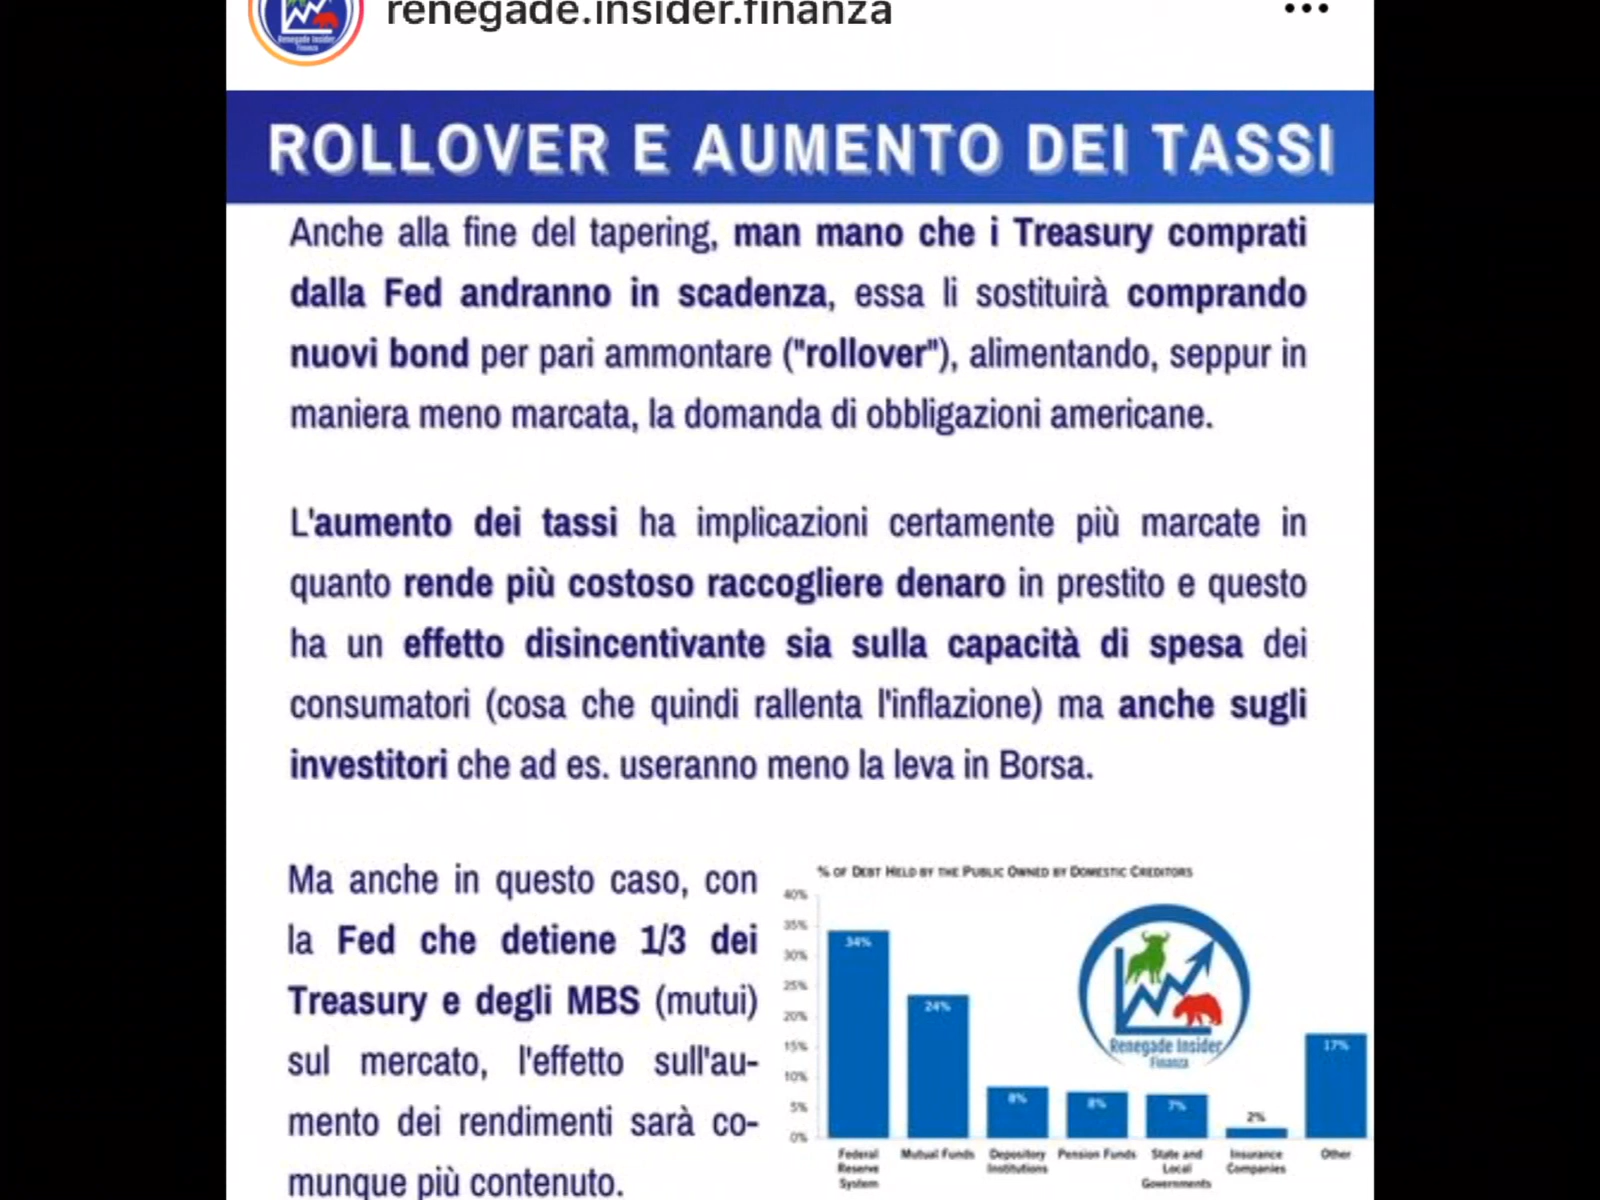 Renegade Insider
Finanza
renegade.insider.finanza
ROLLOVER E AUMENTO DEI TASSI
Anche alla fine del tapering, man mano che i Treasury comprati
dalla Fed andranno in scadenza, essa li sostituirà comprando
nuovi bond per pari ammontare ("rollover"), alimentando, seppur in
maniera meno marcata, la domanda di obbligazioni americane.
L'aumento dei tassi ha implicazioni certamente più marcate in
quanto rende più costoso raccogliere denaro in prestito e questo
ha un effetto disincentivante sia sulla capacità di spesa dei
consumatori (cosa che quindi rallenta l'inflazione) ma anche sugli
investitori che ad es. useranno meno la leva in Borsa.
Ma anche in questo caso, con
la Fed che detiene 1/3 dei
Treasury e degli MBS (mutui)
sul mercato, l'effetto sull'au-
mento dei rendimenti sarà co-
munque più contenuto.
% OF DEBT HELD BY THE PUBLIC OWNED BY DOMESTIC CREDITORS
40%
35%
30%
25%
20%
15%
10%
5%
0%
34%
24%
8%
8%
7%
2%
17%
Renegade Insider
Finanza
Federal
Reserve
System
Mutual Funds
Depository
Institutions
Pension Funds
State and
Local
Governments
Insurance
Companies
Other